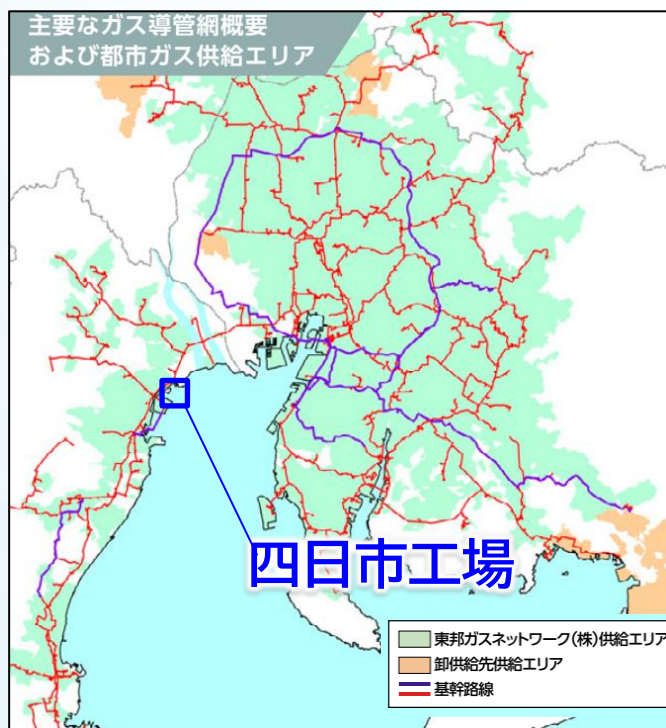 主要なガス導管網概要
および都市ガス供給エリア
四日市工場
東邦ガスネットワーク(株)供給エリア
卸供給先供給エリア
基幹路線